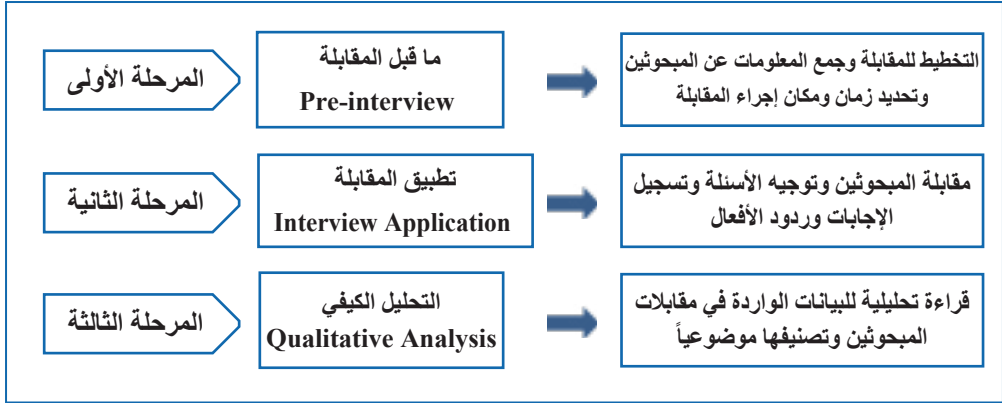 المرحلة الأولى
ما قبل المقابلة
Pre-interview
التخطيط للمقابلة وجمع المعلومات عن المبحوثين
وتحديد زمان ومكان إجراء المقابلة
المرحلة الثانية
تطبيق المقابلة
Interview Application
مقابلة المبحوثين وتوجيه الأسئلة وتسجيل
الإجابات وردود الأفعال
المرحلة الثالثة
التحليل الكيفي
Qualitative Analysis
قراءة تحليلية للبيانات الواردة في مقابلات
المبحوثين وتصنيفها موضوعياً